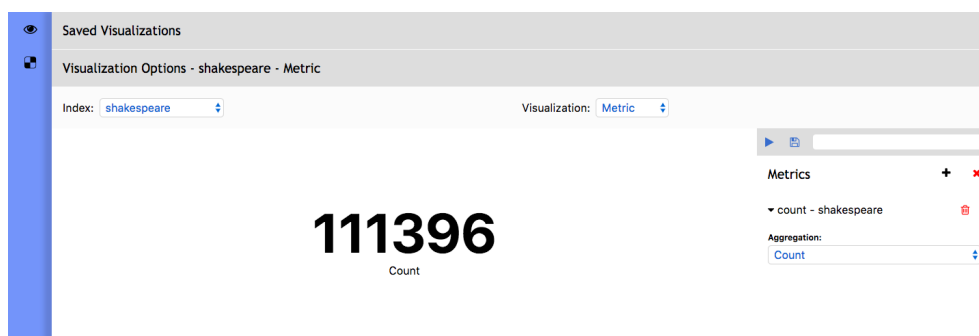 Saved Visualizations
Visualization Options - shakespeare - Metric
Index: shakespeare
Visualization: Metric
Metrics
count - shakespeare
Aggregation:
Count
111396
Count